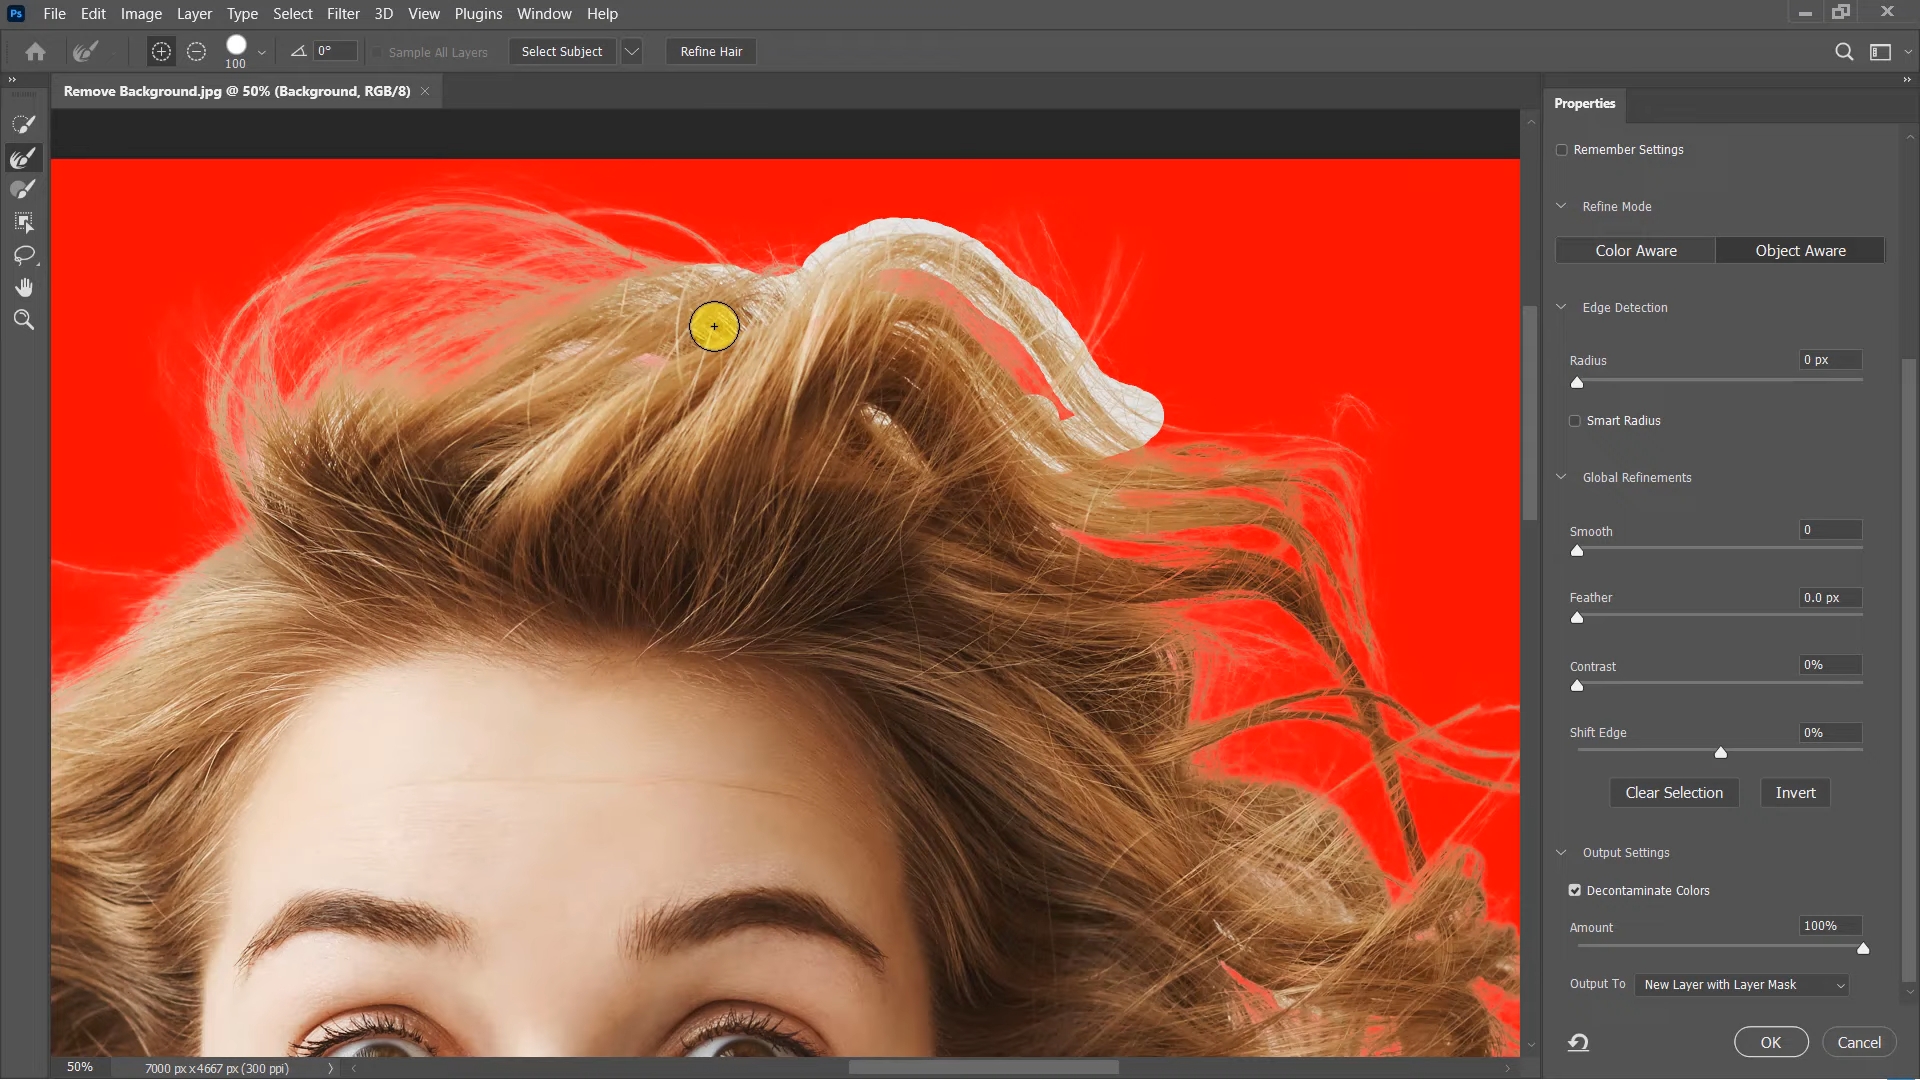 Ps File Edit Image Layer Type Select Filter 3D View Plugins Window Help
100 0° Sample All Layers Select Subject Refine Hair
Remove Background.jpg @ 50% (Background, RGB/8)
Properties
Remember Settings
Refine Mode
Color Aware Object Aware
Edge Detection
Radius 0 px
Smart Radius
Global Refinements
Smooth 0
Feather 0.0 px
Contrast 0%
Shift Edge 0%
Clear Selection Invert
Output Settings
Decontaminate Colors
Amount 100%
Output To New Layer with Layer Mask
OK Cancel
50% 7000 px x 4667 px (300 ppi)